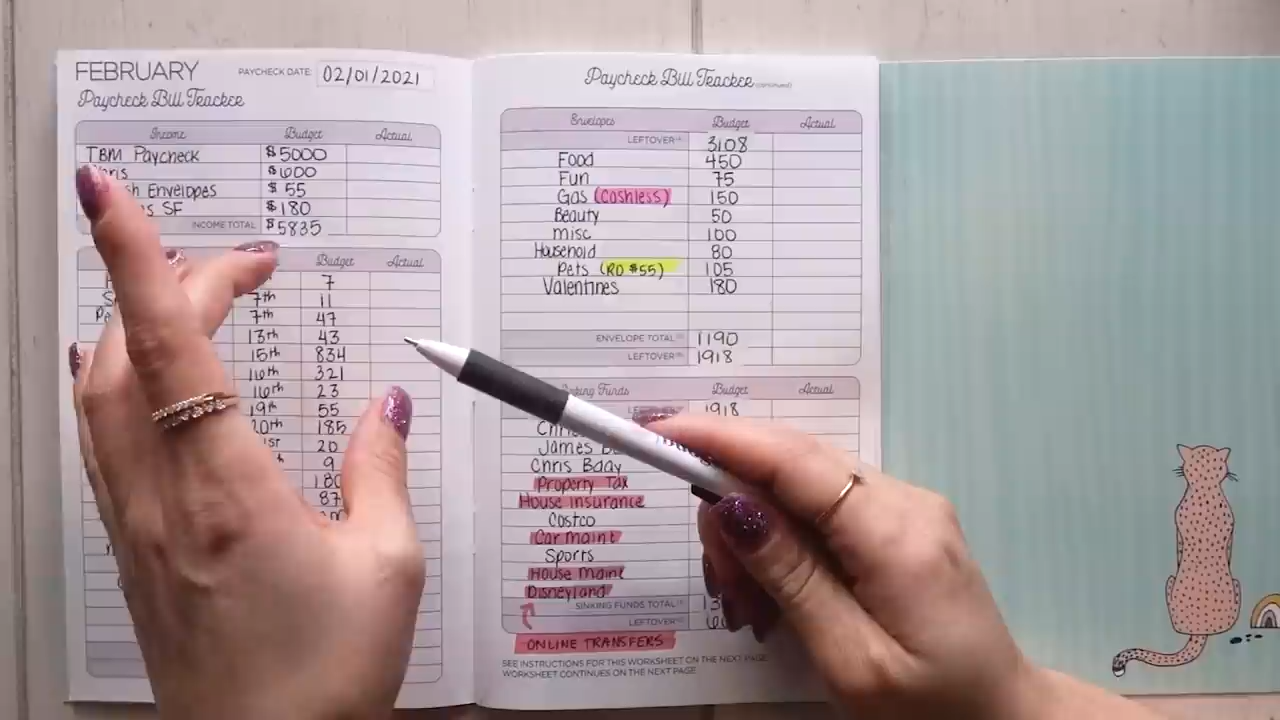 FEBRUARY PAYCHECK DATE: 02/01/2021
Paycheck Bill Tracker
Income Budget Actual
TBM Paycheck $5000
$600
Envelopes $ 55
SF $ 180
INCOME TOTAL $5835
Budget Actual
7
7th 11
7th 47
13th 43
15th 834
16th 321
16th 23
19th 55
20th 185
20
9
180
87
Paycheck Bill Tracker (continued)
Envelopes Budget Actual
LEFTOVER 3108
Food 450
Fun 75
Gas (cashless) 150
Beauty 50
misc 100
Household 80
Pets (RO $55) 105
Valentines 180
ENVELOPE TOTAL 1190
LEFTOVER 1918
Funds Budget Actual
1918
James
Chris Bday
Property Tax
House insurance
Costco
Car maint
Sports
House Maint
Disneyland
SINKING FUNDS TOTAL
LEFTOVER
ONLINE TRANSFERS
SEE INSTRUCTIONS FOR THIS WORKSHEET ON THE NEXT PAGE
WORKSHEET CONTINUES ON THE NEXT PAGE